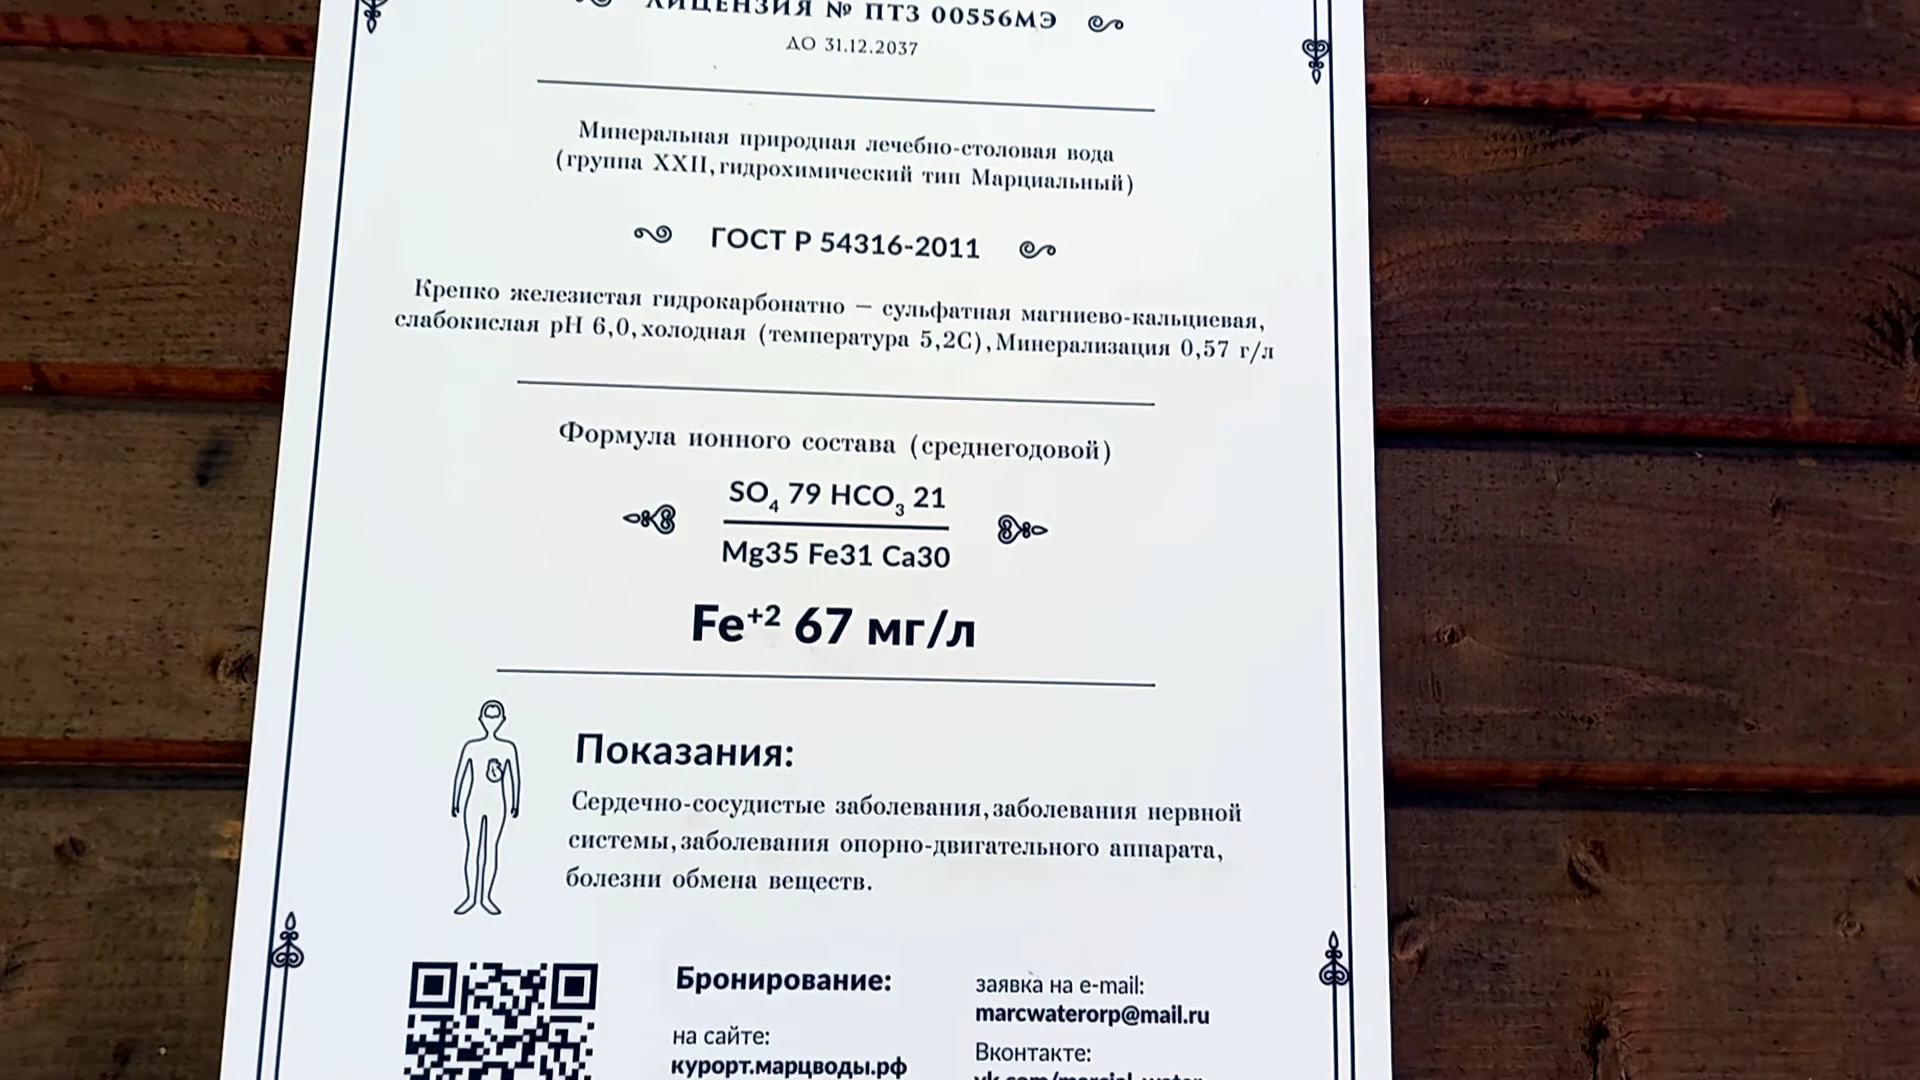 ЛИЦЕНЗИЯ № ПТЗ 00556МЭ
ДО 31.12.2037
Минеральная природная лечебно-столовая вода
(группа XXII, гидрохимический тип Марциальный)
ГОСТ Р 54316-2011
Крепко железистая гидрокарбонатно – сульфатная магниево-кальциевая,
слабокислая pH 6,0, холодная (температура 5,2С), Минерализация 0,57 г/л
Формула ионного состава (среднегодовой)
SO₄ 79 HCO₃ 21
Mg35 Fe31 Ca30
Fe⁺² 67 мг/л
Показания:
Сердечно-сосудистые заболевания, заболевания нервной
системы, заболевания опорно-двигательного аппарата,
болезни обмена веществ.
Бронирование:
на сайте:
курорт.марцводы.рф
заявка на e-mail:
marcwaterorp@mail.ru
Вконтакте:
vk.com/marcial_water